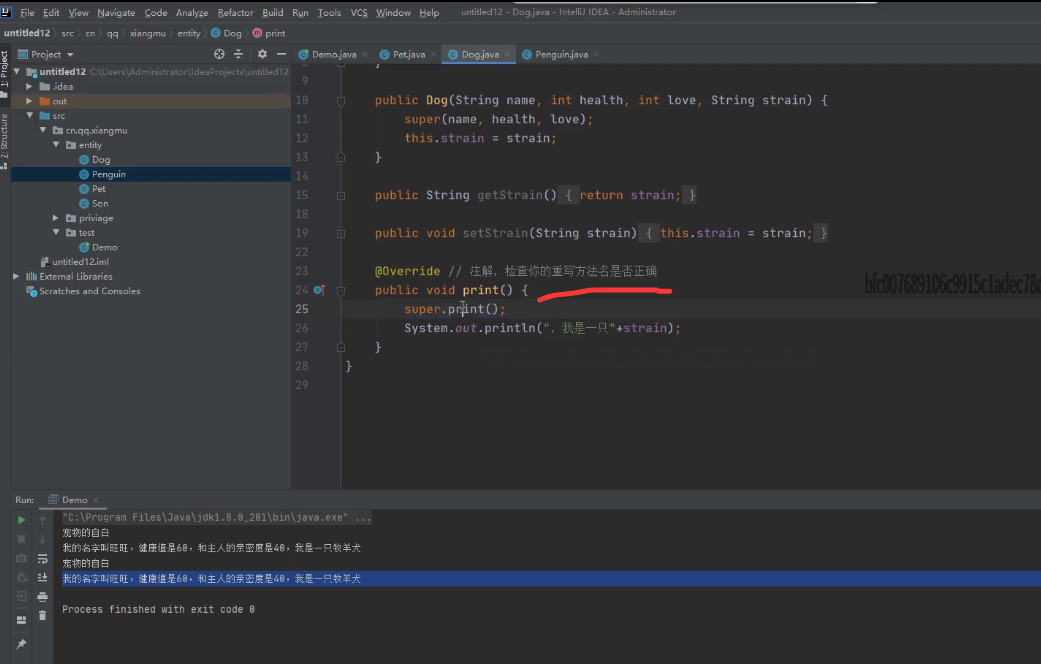 File Edit View Navigate Code Analyze Refactor Build Run Tools VCS Window Help untitled12 - Dog.java - IntelliJ IDEA - Administrator
untitled12 src cn qq xiangmu entity Dog print
Project
Demo.java Pet.java Dog.java Penguin.java
1: Project
Z: Structure
untitled12 C:\Users\Administrator\IdeaProjects\untitled12
.idea
out
src
cn.qq.xiangmu
entity
Dog
Penguin
Pet
Son
priviage
test
Demo
untitled12.iml
External Libraries
Scratches and Consoles
9
10 public Dog(String name, int health, int love, String strain) {
11 super(name, health, love);
12 this.strain = strain;
13 }
14
15 public String getStrain() { return strain; }
18
19 public void setStrain(String strain) { this.strain = strain; }
22
23 @Override // 注解，检查你的重写方法名是否正确
24 public void print() {
25 super.print();
26 System.out.println("，我是一只"+strain);
27 }
28 }
29
bfc007689106c9915c1adec78c
Run: Demo
"C:\Program Files\Java\jdk1.8.0_201\bin\java.exe" ...
宠物的自白
我的名字叫旺旺，健康值是60，和主人的亲密度是40，我是一只牧羊犬
宠物的自白
我的名字叫旺旺，健康值是60，和主人的亲密度是40，我是一只牧羊犬
Process finished with exit code 0